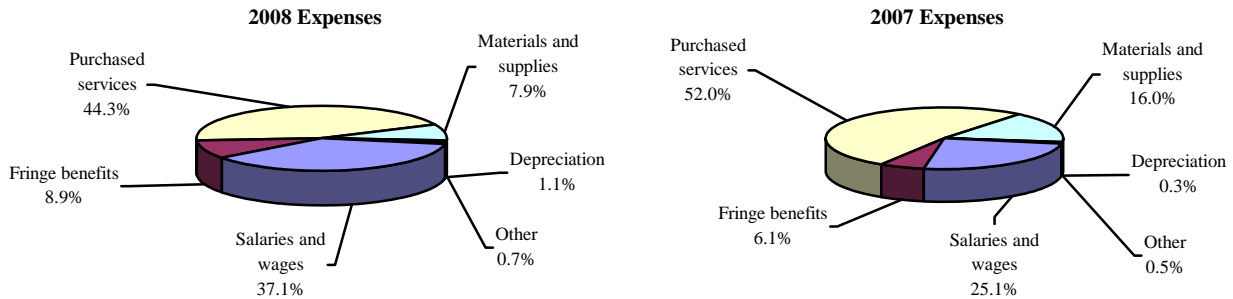 2008 Expenses
Purchased
services
44.3%
Materials and
supplies
7.9%
Fringe benefits
8.9%
Depreciation
1.1%
Salaries and
wages
37.1%
Other
0.7%
2007 Expenses
Purchased
services
52.0%
Materials and
supplies
16.0%
Depreciation
0.3%
Fringe benefits
6.1%
Salaries and
wages
25.1%
Other
0.5%